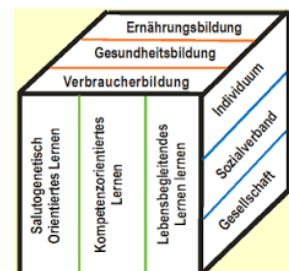 Ernährungsbildung
Gesundheitsbildung
Verbraucherbildung
Salutogenetisch
Orientiertes Lernen
Kompetenzorientiertes
Lernen
Lebensbegleitendes
Lernen lernen
Individuum
Sozialverband
Gesellschaft